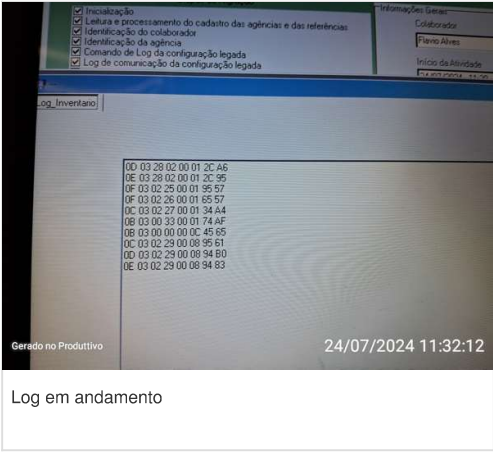 Inicialização
Leitura e processamento do cadastro das agências e das referências
Identificação do colaborador
Identificação da agência
Comando de Log da configuração legada
Log de comunicação da configuração legada
Informações Gerais
Colaborador
Flavio Alves
Início da Atividade
Log_Inventario
0D 03 28 02 00 01 2C A6
0E 03 28 02 00 01 2C 95
0F 03 02 25 00 01 95 57
0F 03 02 26 00 01 65 57
0C 03 02 27 00 01 34 A4
0B 03 00 33 00 01 74 AF
0B 03 00 00 00 0C 45 65
0C 03 02 29 00 08 95 61
0D 03 02 29 00 08 94 B0
0E 03 02 29 00 08 94 83
Gerado no Produttivo
24/07/2024 11:32:12
Log em andamento